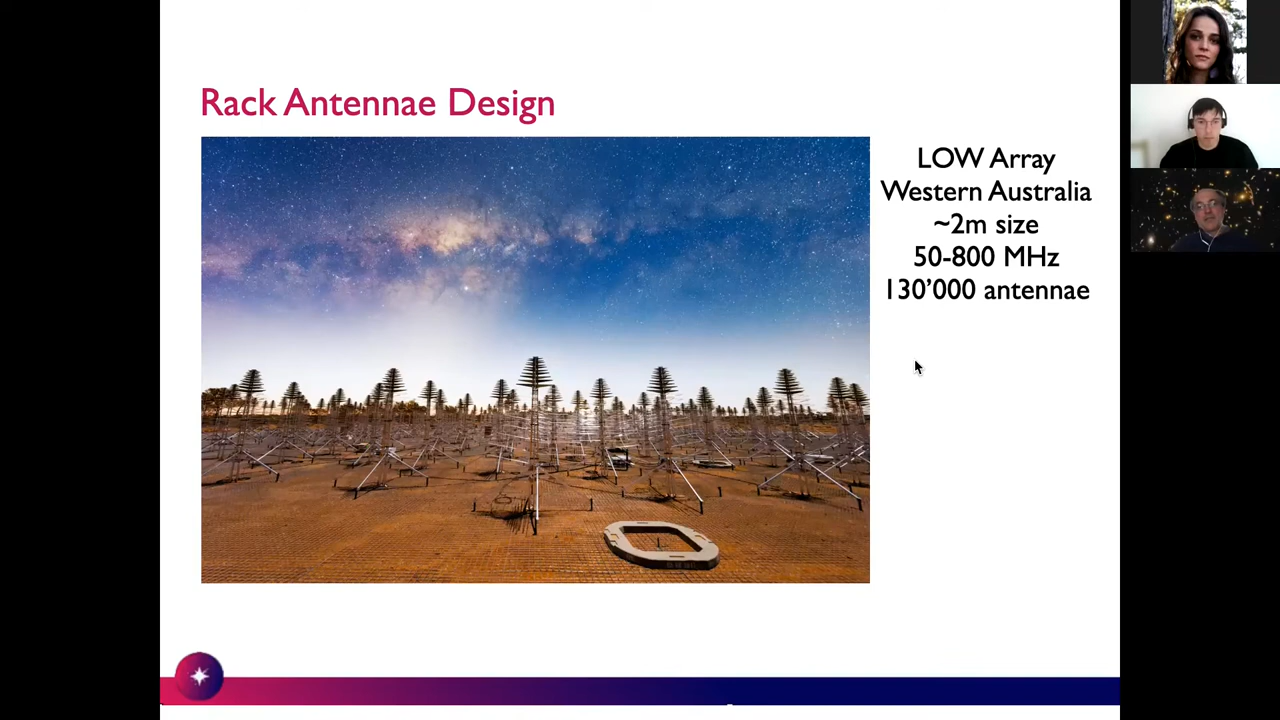 Rack Antennae Design
LOW Array
Western Australia
~2m size
50-800 MHz
130'000 antennae